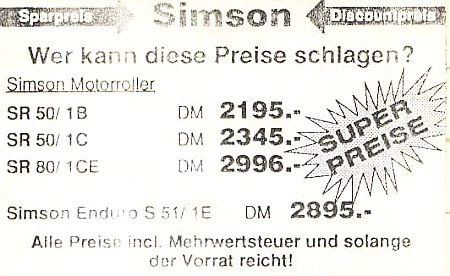 Sparpreis Simson Discountpreis
Wer kann diese Preise schlagen?
Simson Motorroller
SR 50/ 1B DM 2195.-
SR 50/ 1C DM 2345.-
SR 80/ 1CE DM 2996.-
SUPER
PREISE
Simson Enduro S 51/ 1E DM 2895.-
Alle Preise incl. Mehrwertsteuer und solange
der Vorrat reicht!